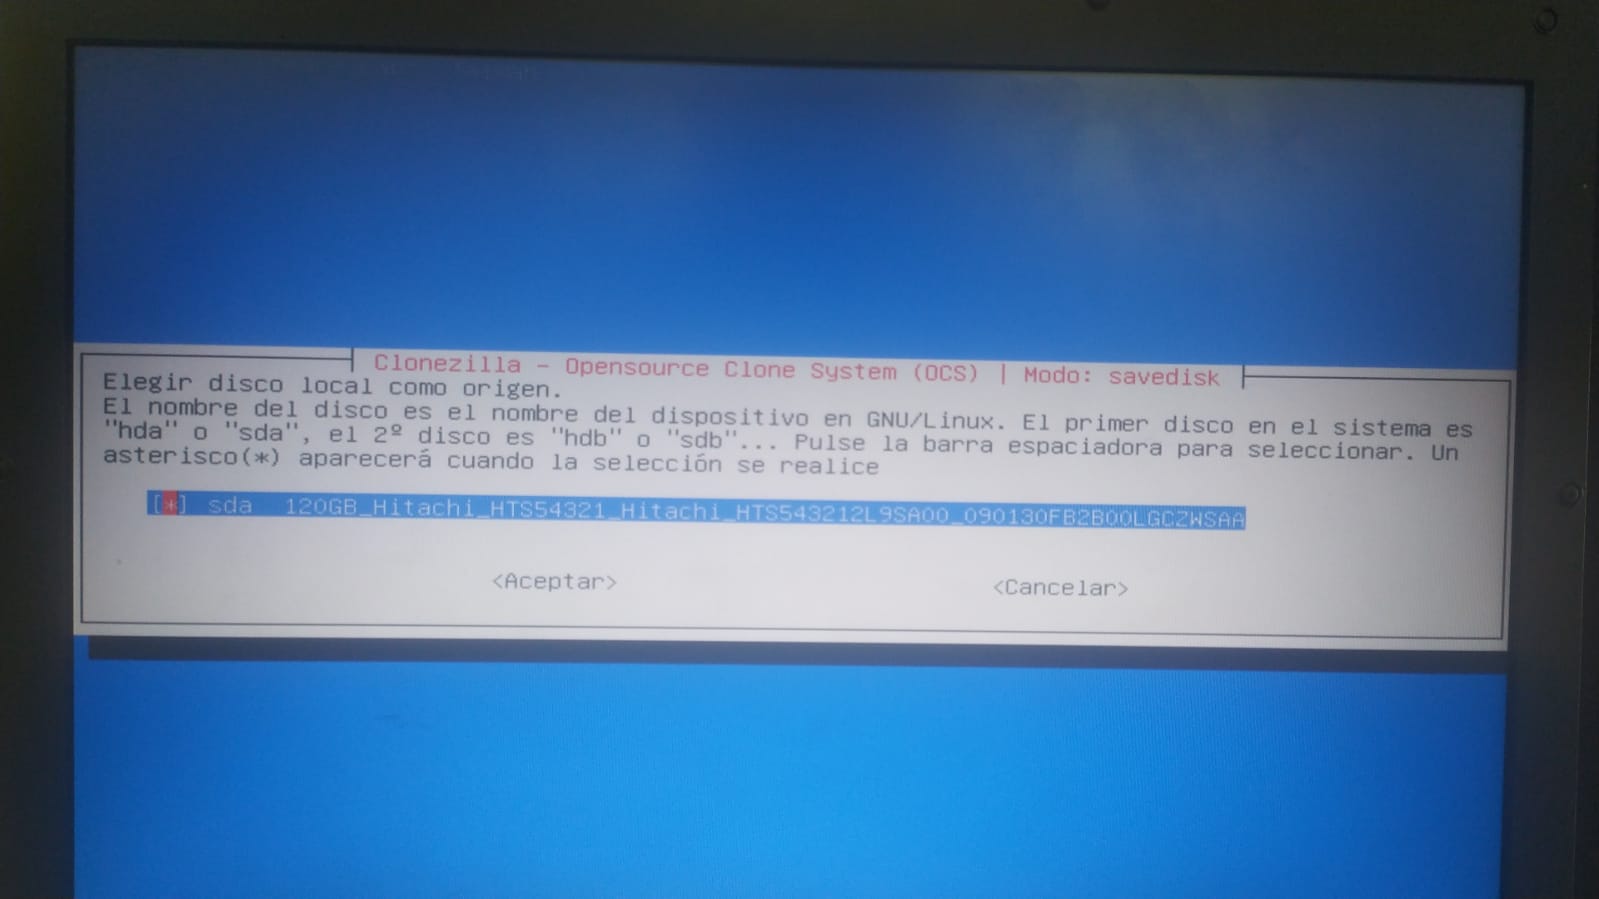 Clonezilla - Opensource Clone System (OCS) | Modo: savedisk
Elegir disco local como origen.
El nombre del disco es el nombre del dispositivo en GNU/Linux. El primer disco en el sistema es
"hda" o "sda", el 2º disco es "hdb" o "sdb"... Pulse la barra espaciadora para seleccionar. Un
asterisco(*) aparecerá cuando la selección se realice
[*] sda 120GB_Hitachi_HTS54321_Hitachi_HTS543212L9SA00_090130FB2B00LGCZWSAA
<Aceptar> <Cancelar>